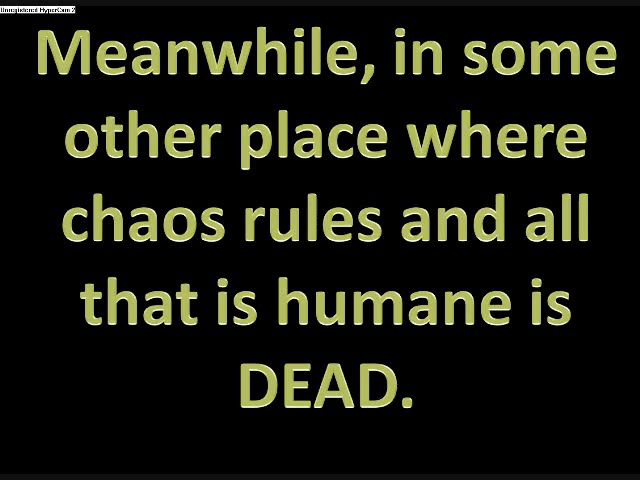 Unregistered HyperCam 2
Meanwhile, in some
other place where
chaos rules and all
that is humane is
DEAD.